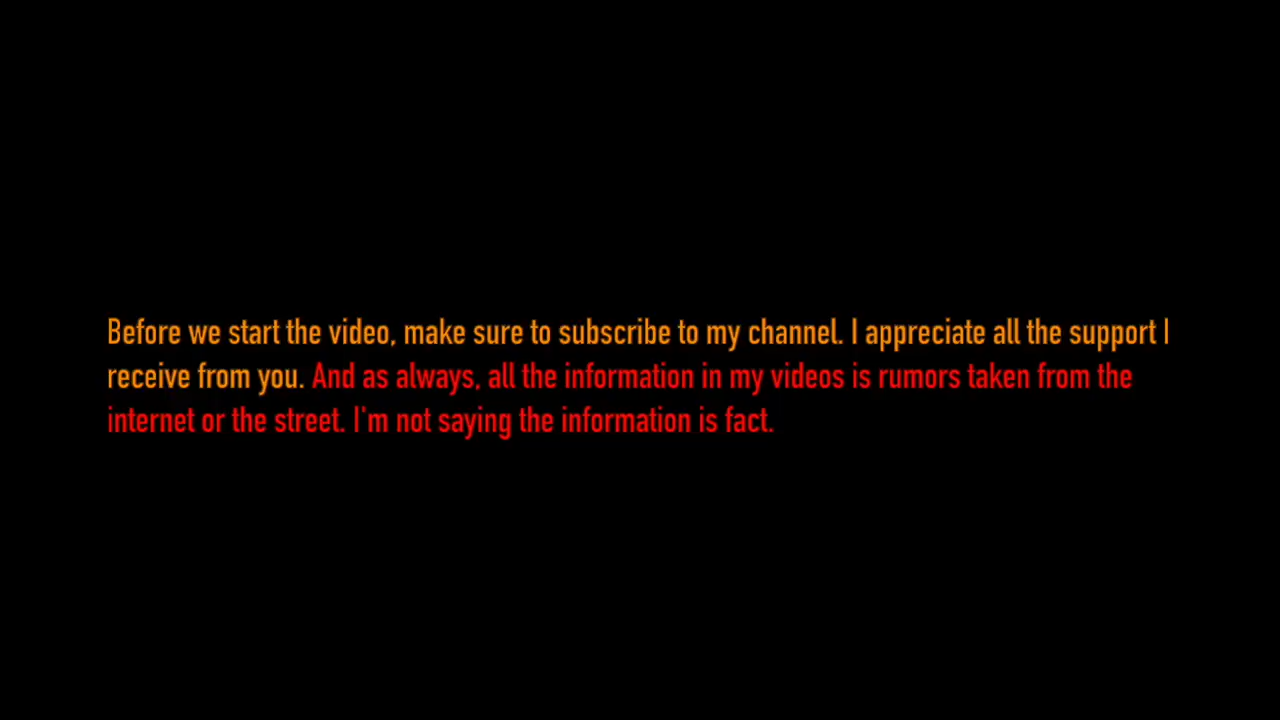 Before we start the video, make sure to subscribe to my channel. I appreciate all the support I
receive from you. And as always, all the information in my videos is rumors taken from the
internet or the street. I'm not saying the information is fact.